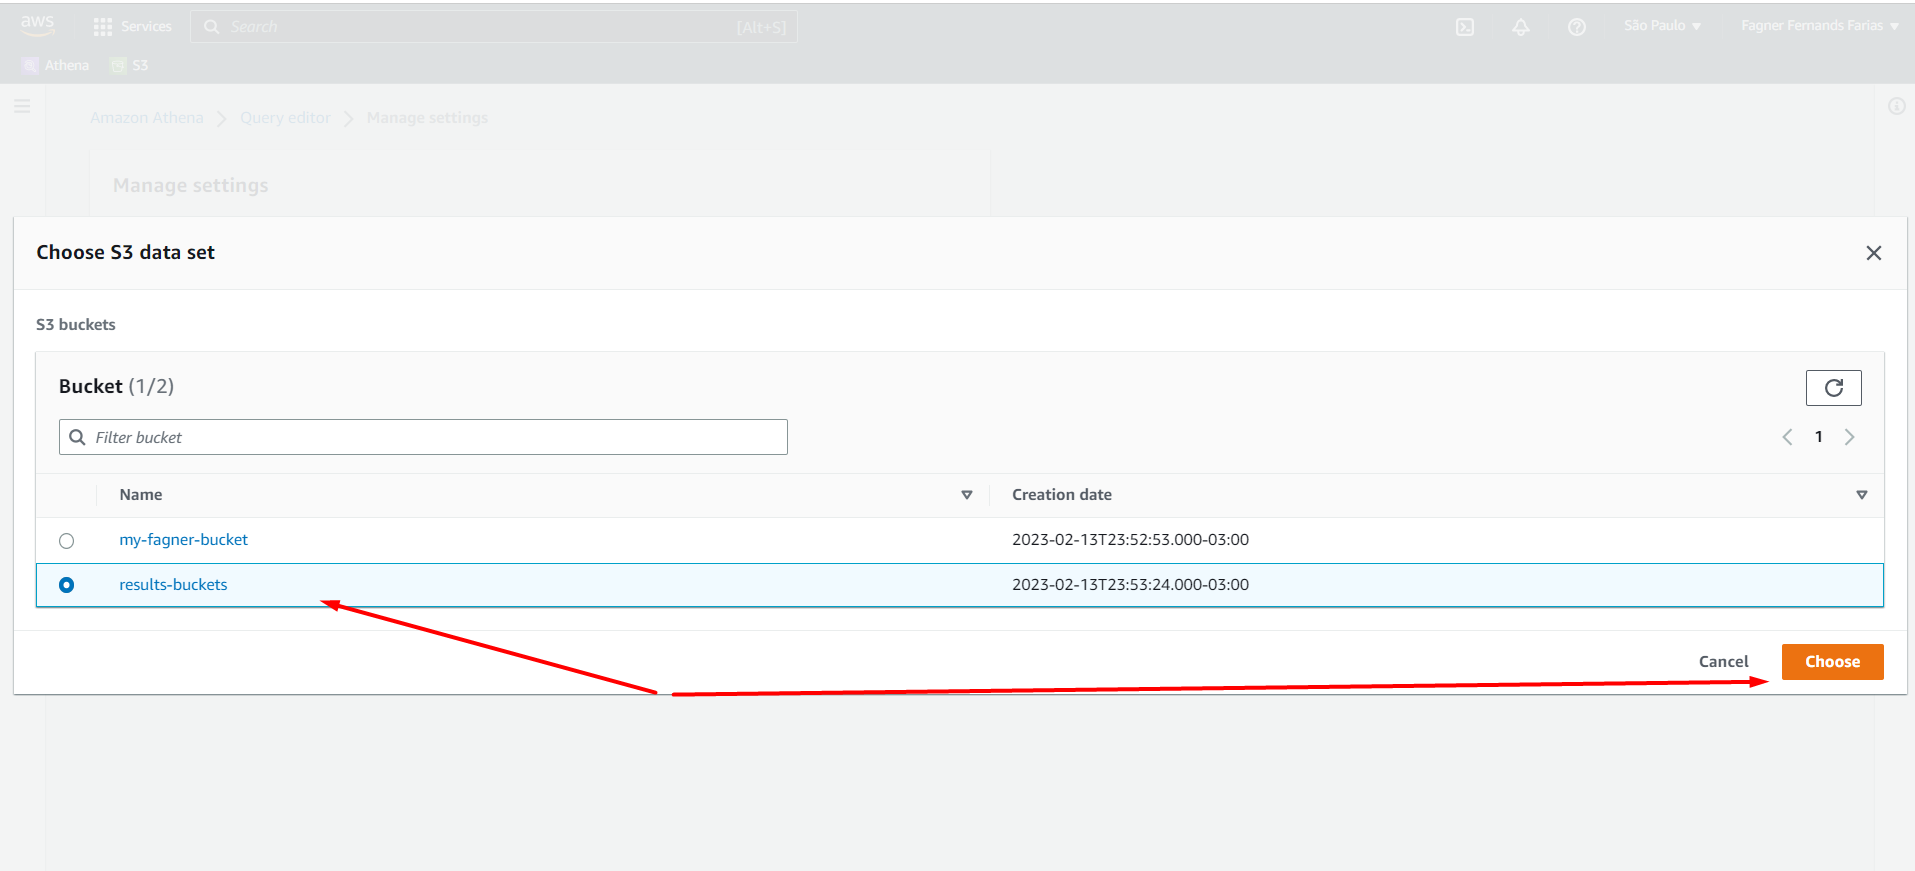 aws Services Search [Alt+S] São Paulo Fagner Fernands Farias
Athena S3
Amazon Athena Query editor Manage settings
Manage settings
Choose S3 data set
S3 buckets
Bucket (1/2)
Filter bucket 1
Name Creation date
my-fagner-bucket 2023-02-13T23:52:53.000-03:00
results-buckets 2023-02-13T23:53:24.000-03:00
Cancel Choose